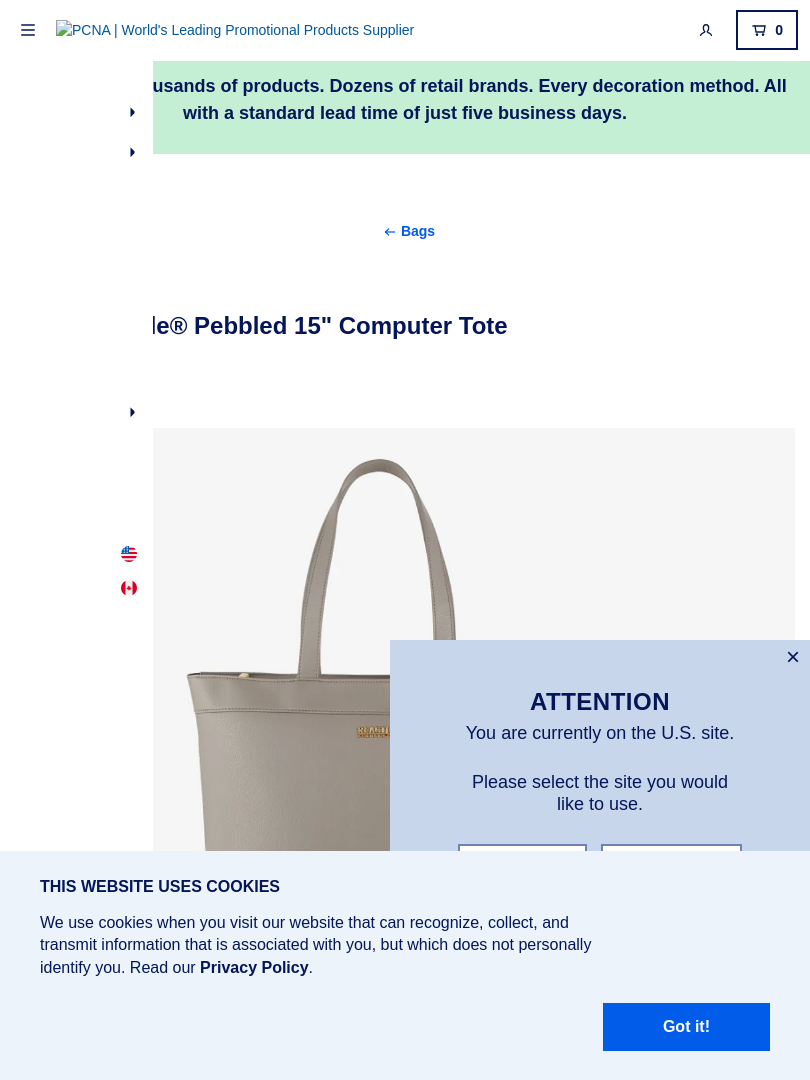 PCNA | World's Leading Promotional Products Supplier
0
of products. Dozens of retail brands. Every decoration method. All
with a standard lead time of just five business days.
Bags
Pebbled 15" Computer Tote
ATTENTION
You are currently on the U.S. site.
Please select the site you would
like to use.
THIS WEBSITE USES COOKIES
We use cookies when you visit our website that can recognize, collect, and
transmit information that is associated with you, but which does not personally
identify you. Read our Privacy Policy.
Got it!